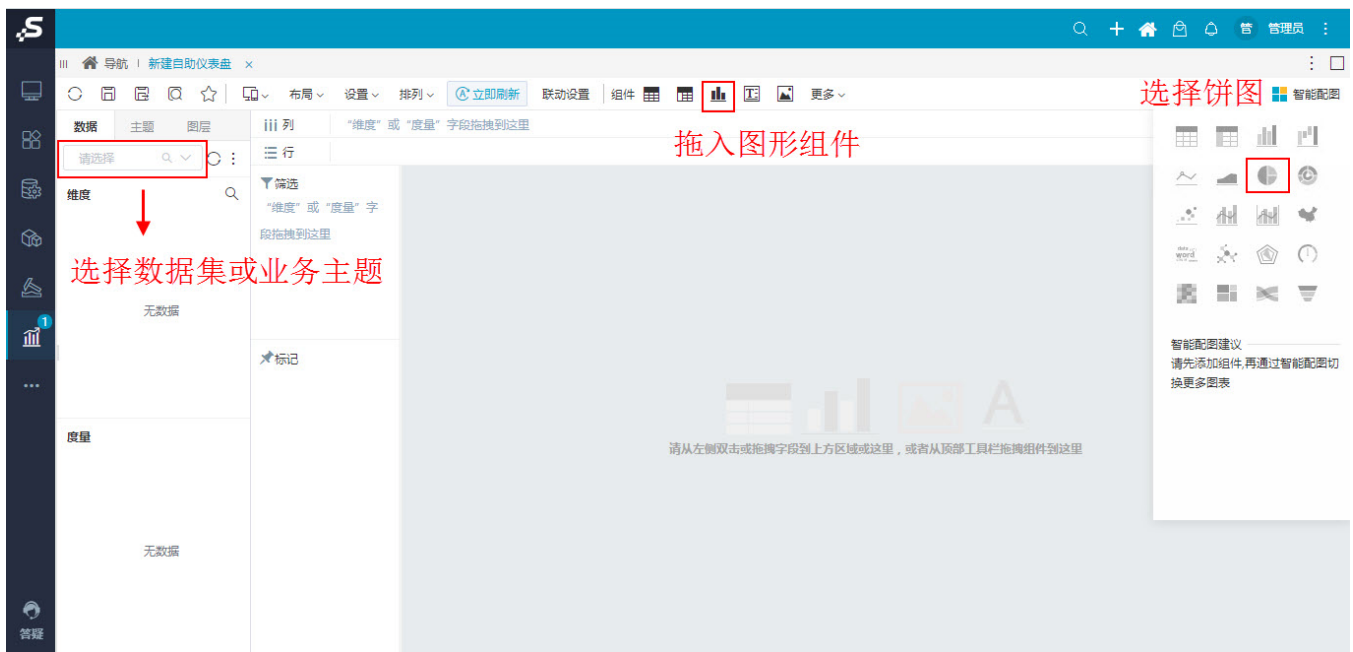 管 管理员
导航 新建自助仪表盘 ×
布局 设置 排列 立即刷新 联动设置 组件 更多 选择饼图 智能配图
数据 主题 图层 列 "维度" 或 "度量" 字段拖拽到这里
拖入图形组件
请选择 行
维度 筛选
"维度" 或 "度量" 字
段拖拽到这里
选择数据集或业务主题
无数据
1
标记
智能配图建议
请先添加组件,再通过智能配图切
换更多图表
度量
请从左侧双击或拖拽字段到上方区域或这里，或者从顶部工具栏拖拽组件到这里
无数据
答疑